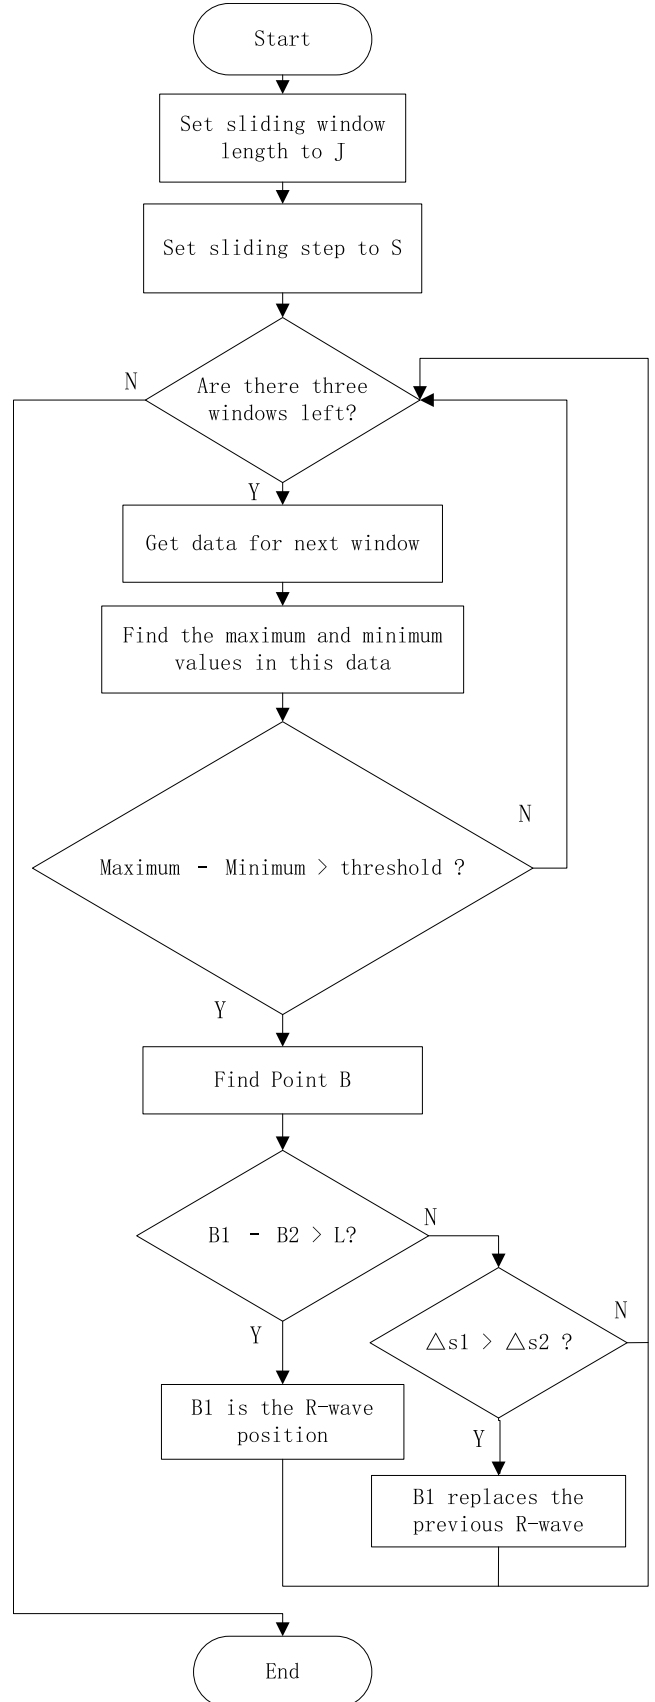 Start
Set sliding window
length to J
Set sliding step to S
N
Are there three
windows left?
Y
Get data for next window
Find the maximum and minimum
values in this data
N
Maximum - Minimum > threshold ?
Y
Find Point B
N
B1 - B2 > L?
N
Y
△s1 > △s2 ?
B1 is the R-wave
position
Y
B1 replaces the
previous R-wave
End